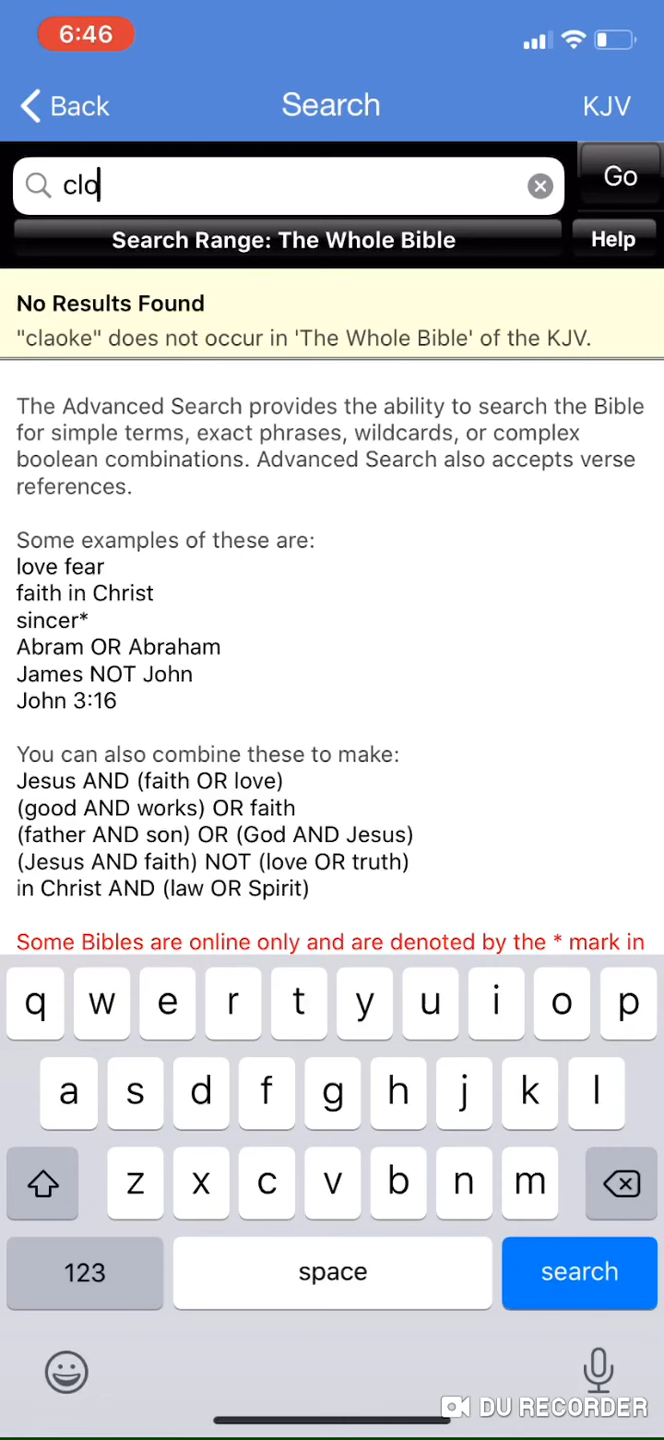 6:46
Back Search KJV
clo
Go
Search Range: The Whole Bible Help
No Results Found
"claoke" does not occur in 'The Whole Bible' of the KJV.
The Advanced Search provides the ability to search the Bible
for simple terms, exact phrases, wildcards, or complex
boolean combinations. Advanced Search also accepts verse
references.
Some examples of these are:
love fear
faith in Christ
sincer*
Abram OR Abraham
James NOT John
John 3:16
You can also combine these to make:
Jesus AND (faith OR love)
(good AND works) OR faith
(father AND son) OR (God AND Jesus)
(Jesus AND faith) NOT (love OR truth)
in Christ AND (law OR Spirit)
Some Bibles are online only and are denoted by the * mark in
q w e r t y u i o p
a s d f g h j k l
z x c v b n m
123 space search
DU RECORDER